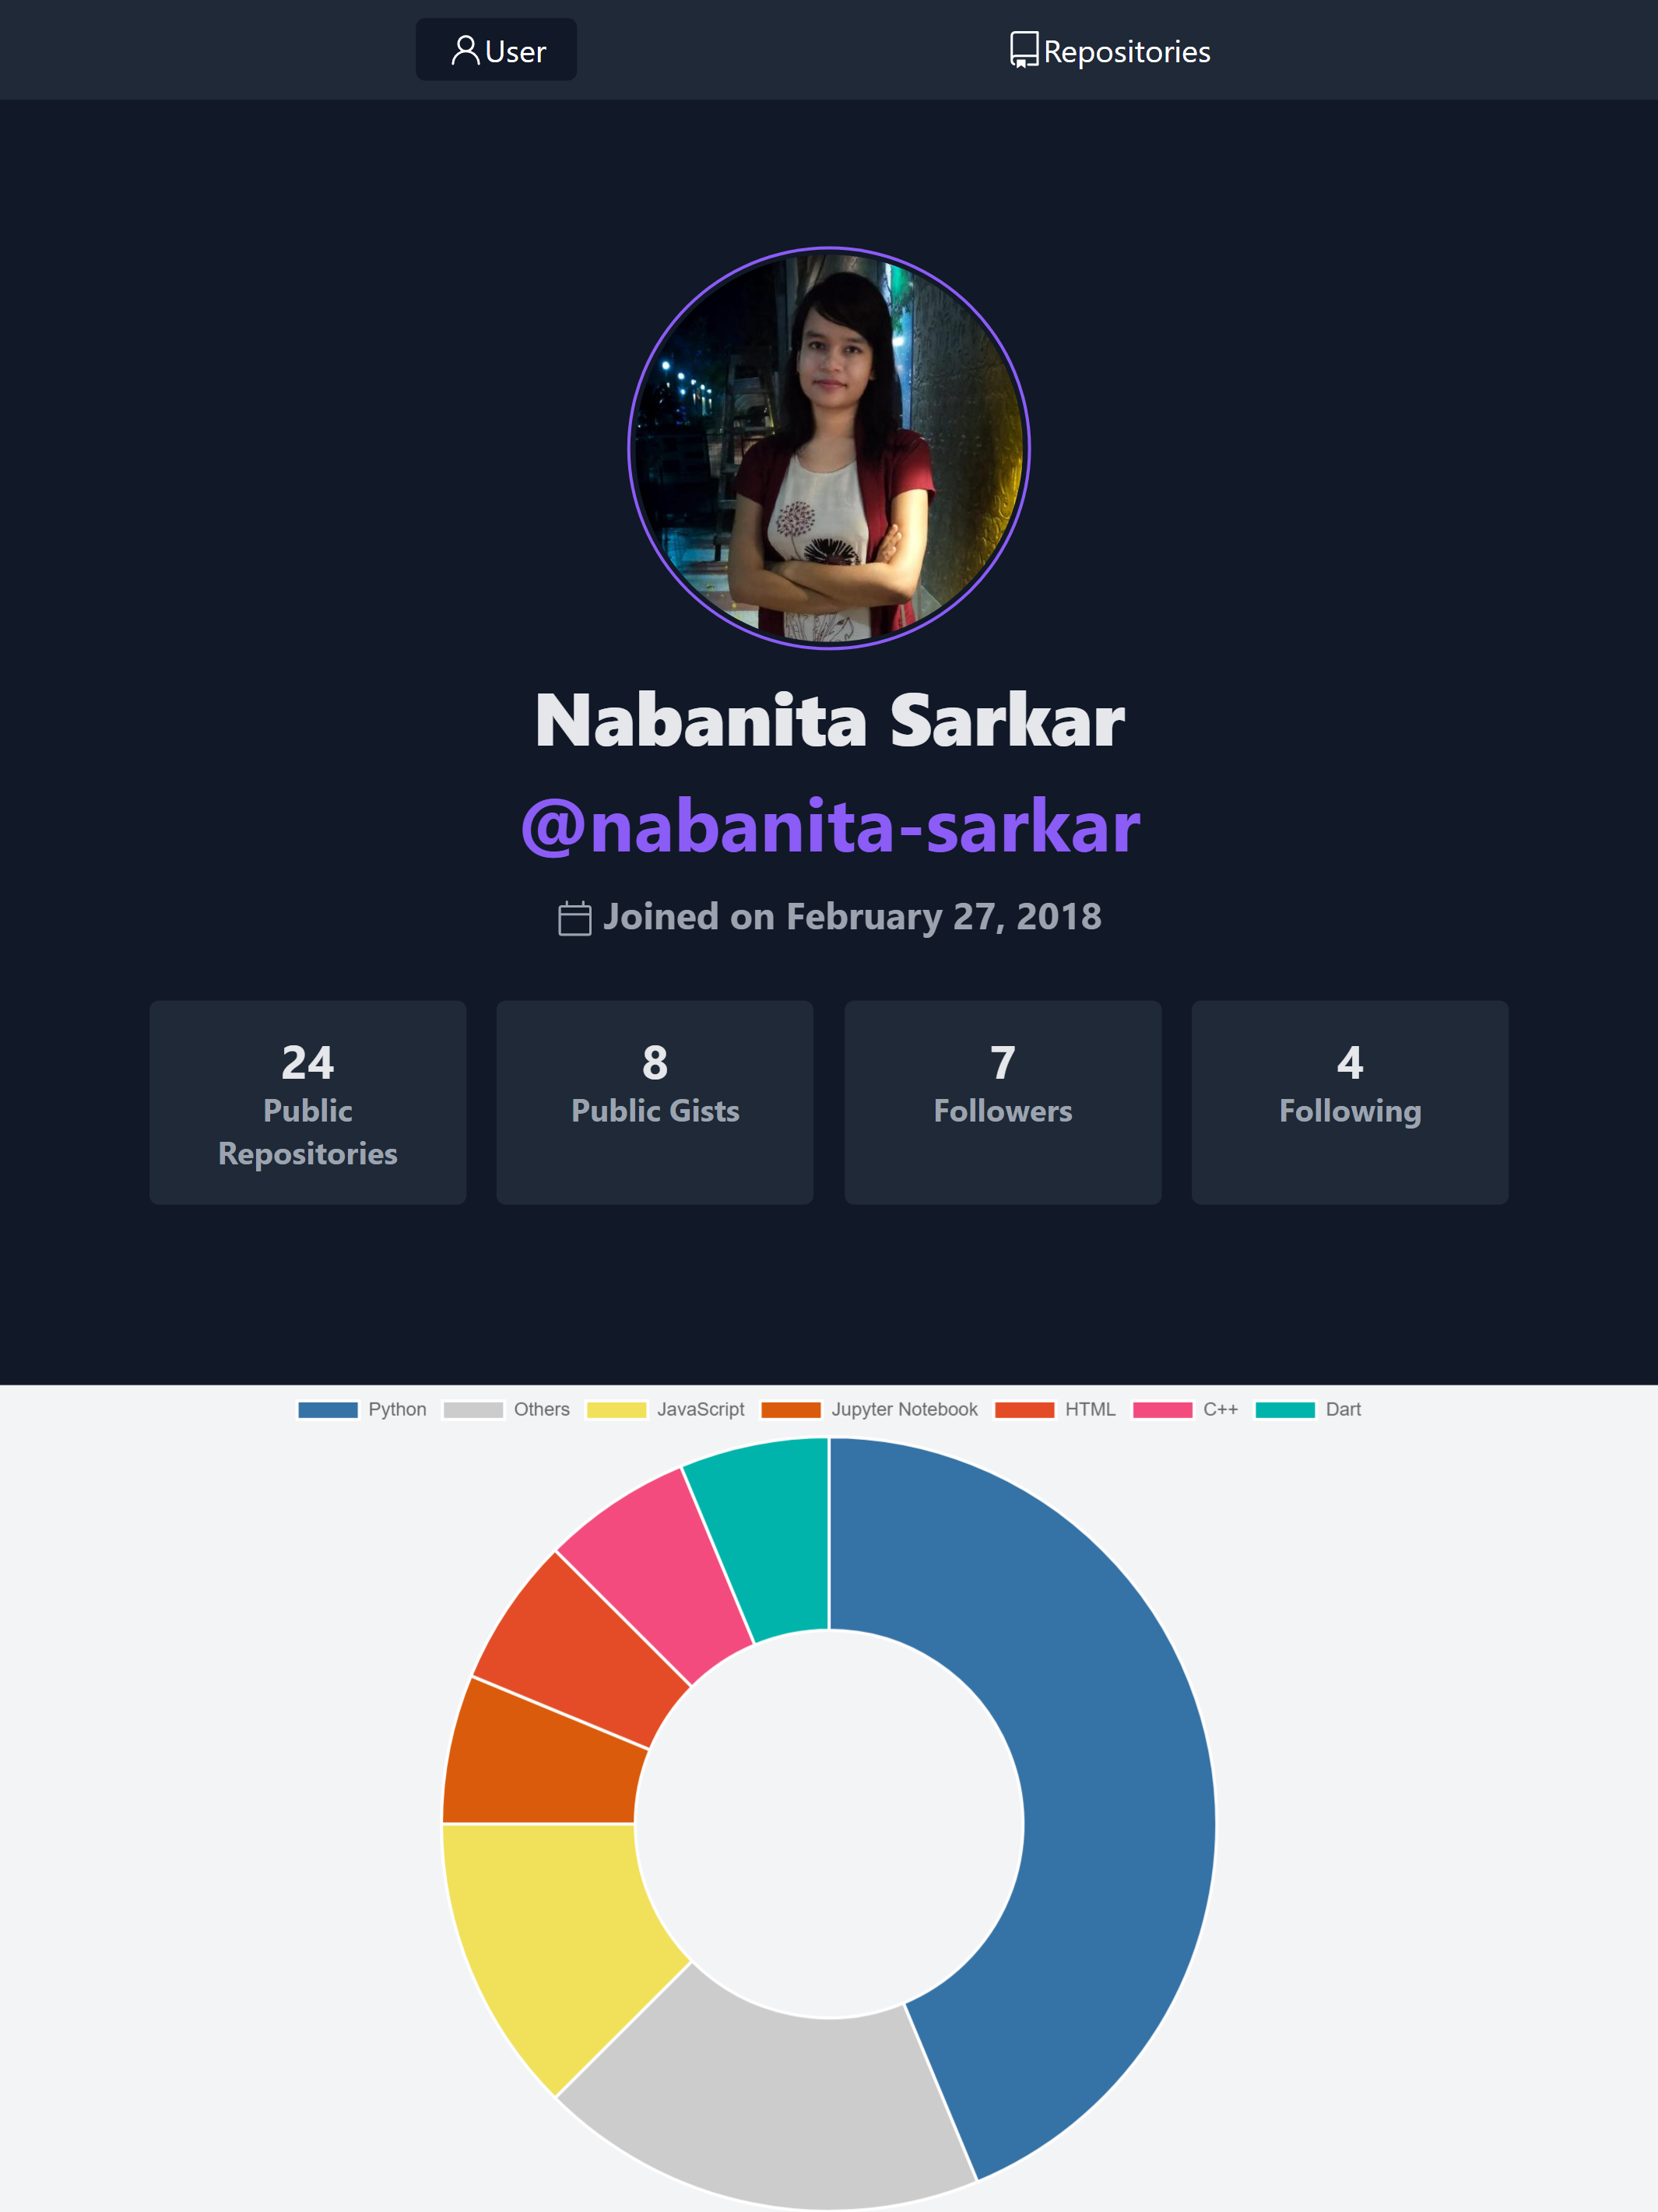 User
Repositories
Nabanita Sarkar
@nabanita-sarkar
Joined on February 27, 2018
24
Public
Repositories
8
Public Gists
7
Followers
4
Following
Python Others JavaScript Jupyter Notebook HTML C++ Dart